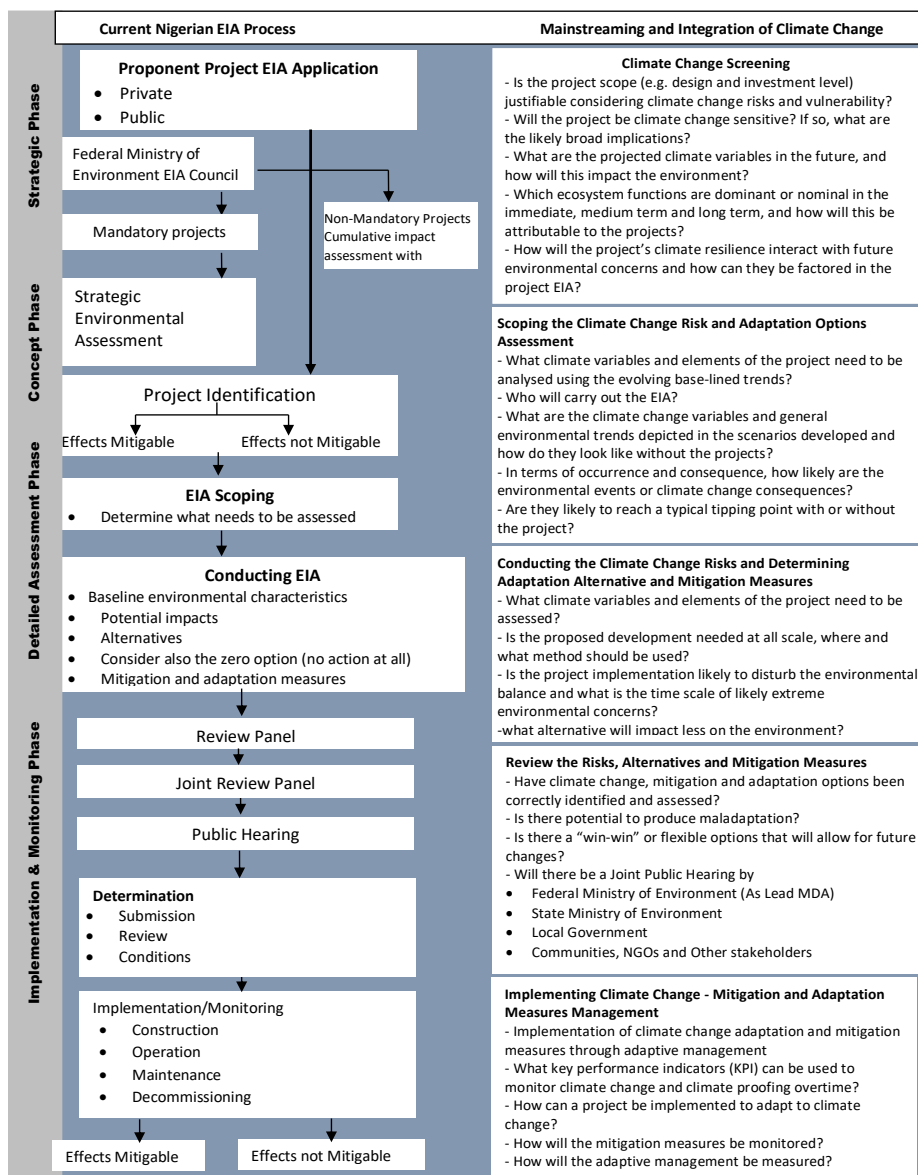 Current Nigerian EIA Process
Mainstreaming and Integration of Climate Change
Strategic Phase
Concept Phase
Detailed Assessment Phase
Implementation & Monitoring Phase
Proponent Project EIA Application
• Private
• Public
Federal Ministry of
Environment EIA Council
Mandatory projects
Non-Mandatory Projects
Cumulative impact
assessment with
Strategic
Environmental
Assessment
Project Identification
Effects Mitigable
Effects not Mitigable
EIA Scoping
• Determine what needs to be assessed
Conducting EIA
• Baseline environmental characteristics
• Potential impacts
• Alternatives
• Consider also the zero option (no action at all)
• Mitigation and adaptation measures
Review Panel
Joint Review Panel
Public Hearing
Determination
• Submission
• Review
• Conditions
Implementation/Monitoring
• Construction
• Operation
• Maintenance
• Decommissioning
Effects Mitigable
Effects not Mitigable
Climate Change Screening
- Is the project scope (e.g. design and investment level)
justifiable considering climate change risks and vulnerability?
- Will the project be climate change sensitive? If so, what are
the likely broad implications?
- What are the projected climate variables in the future, and
how will this impact the environment?
- Which ecosystem functions are dominant or nominal in the
immediate, medium term and long term, and how will this be
attributable to the projects?
- How will the project's climate resilience interact with future
environmental concerns and how can they be factored in the
project EIA?
Scoping the Climate Change Risk and Adaptation Options
Assessment
- What climate variables and elements of the project need to be
analysed using the evolving base-lined trends?
- Who will carry out the EIA?
- What are the climate change variables and general
environmental trends depicted in the scenarios developed and
how do they look like without the projects?
- In terms of occurrence and consequence, how likely are the
environmental events or climate change consequences?
- Are they likely to reach a typical tipping point with or without
the project?
Conducting the Climate Change Risks and Determining
Adaptation Alternative and Mitigation Measures
- What climate variables and elements of the project need to be
assessed?
- Is the proposed development needed at all scale, where and
what method should be used?
- Is the project implementation likely to disturb the environmental
balance and what is the time scale of likely extreme
environmental concerns?
-what alternative will impact less on the environment?
Review the Risks, Alternatives and Mitigation Measures
- Have climate change, mitigation and adaptation options been
correctly identified and assessed?
- Is there potential to produce maladaptation?
- Is there a “win-win” or flexible options that will allow for future
changes?
- Will there be a Joint Public Hearing by
• Federal Ministry of Environment (As Lead MDA)
• State Ministry of Environment
• Local Government
• Communities, NGOs and Other stakeholders
Implementing Climate Change - Mitigation and Adaptation
Measures Management
- Implementation of climate change adaptation and mitigation
measures through adaptive management
- What key performance indicators (KPI) can be used to
monitor climate change and climate proofing overtime?
- How can a project be implemented to adapt to climate
change?
- How will the mitigation measures be monitored?
- How will the adaptive management be measured?